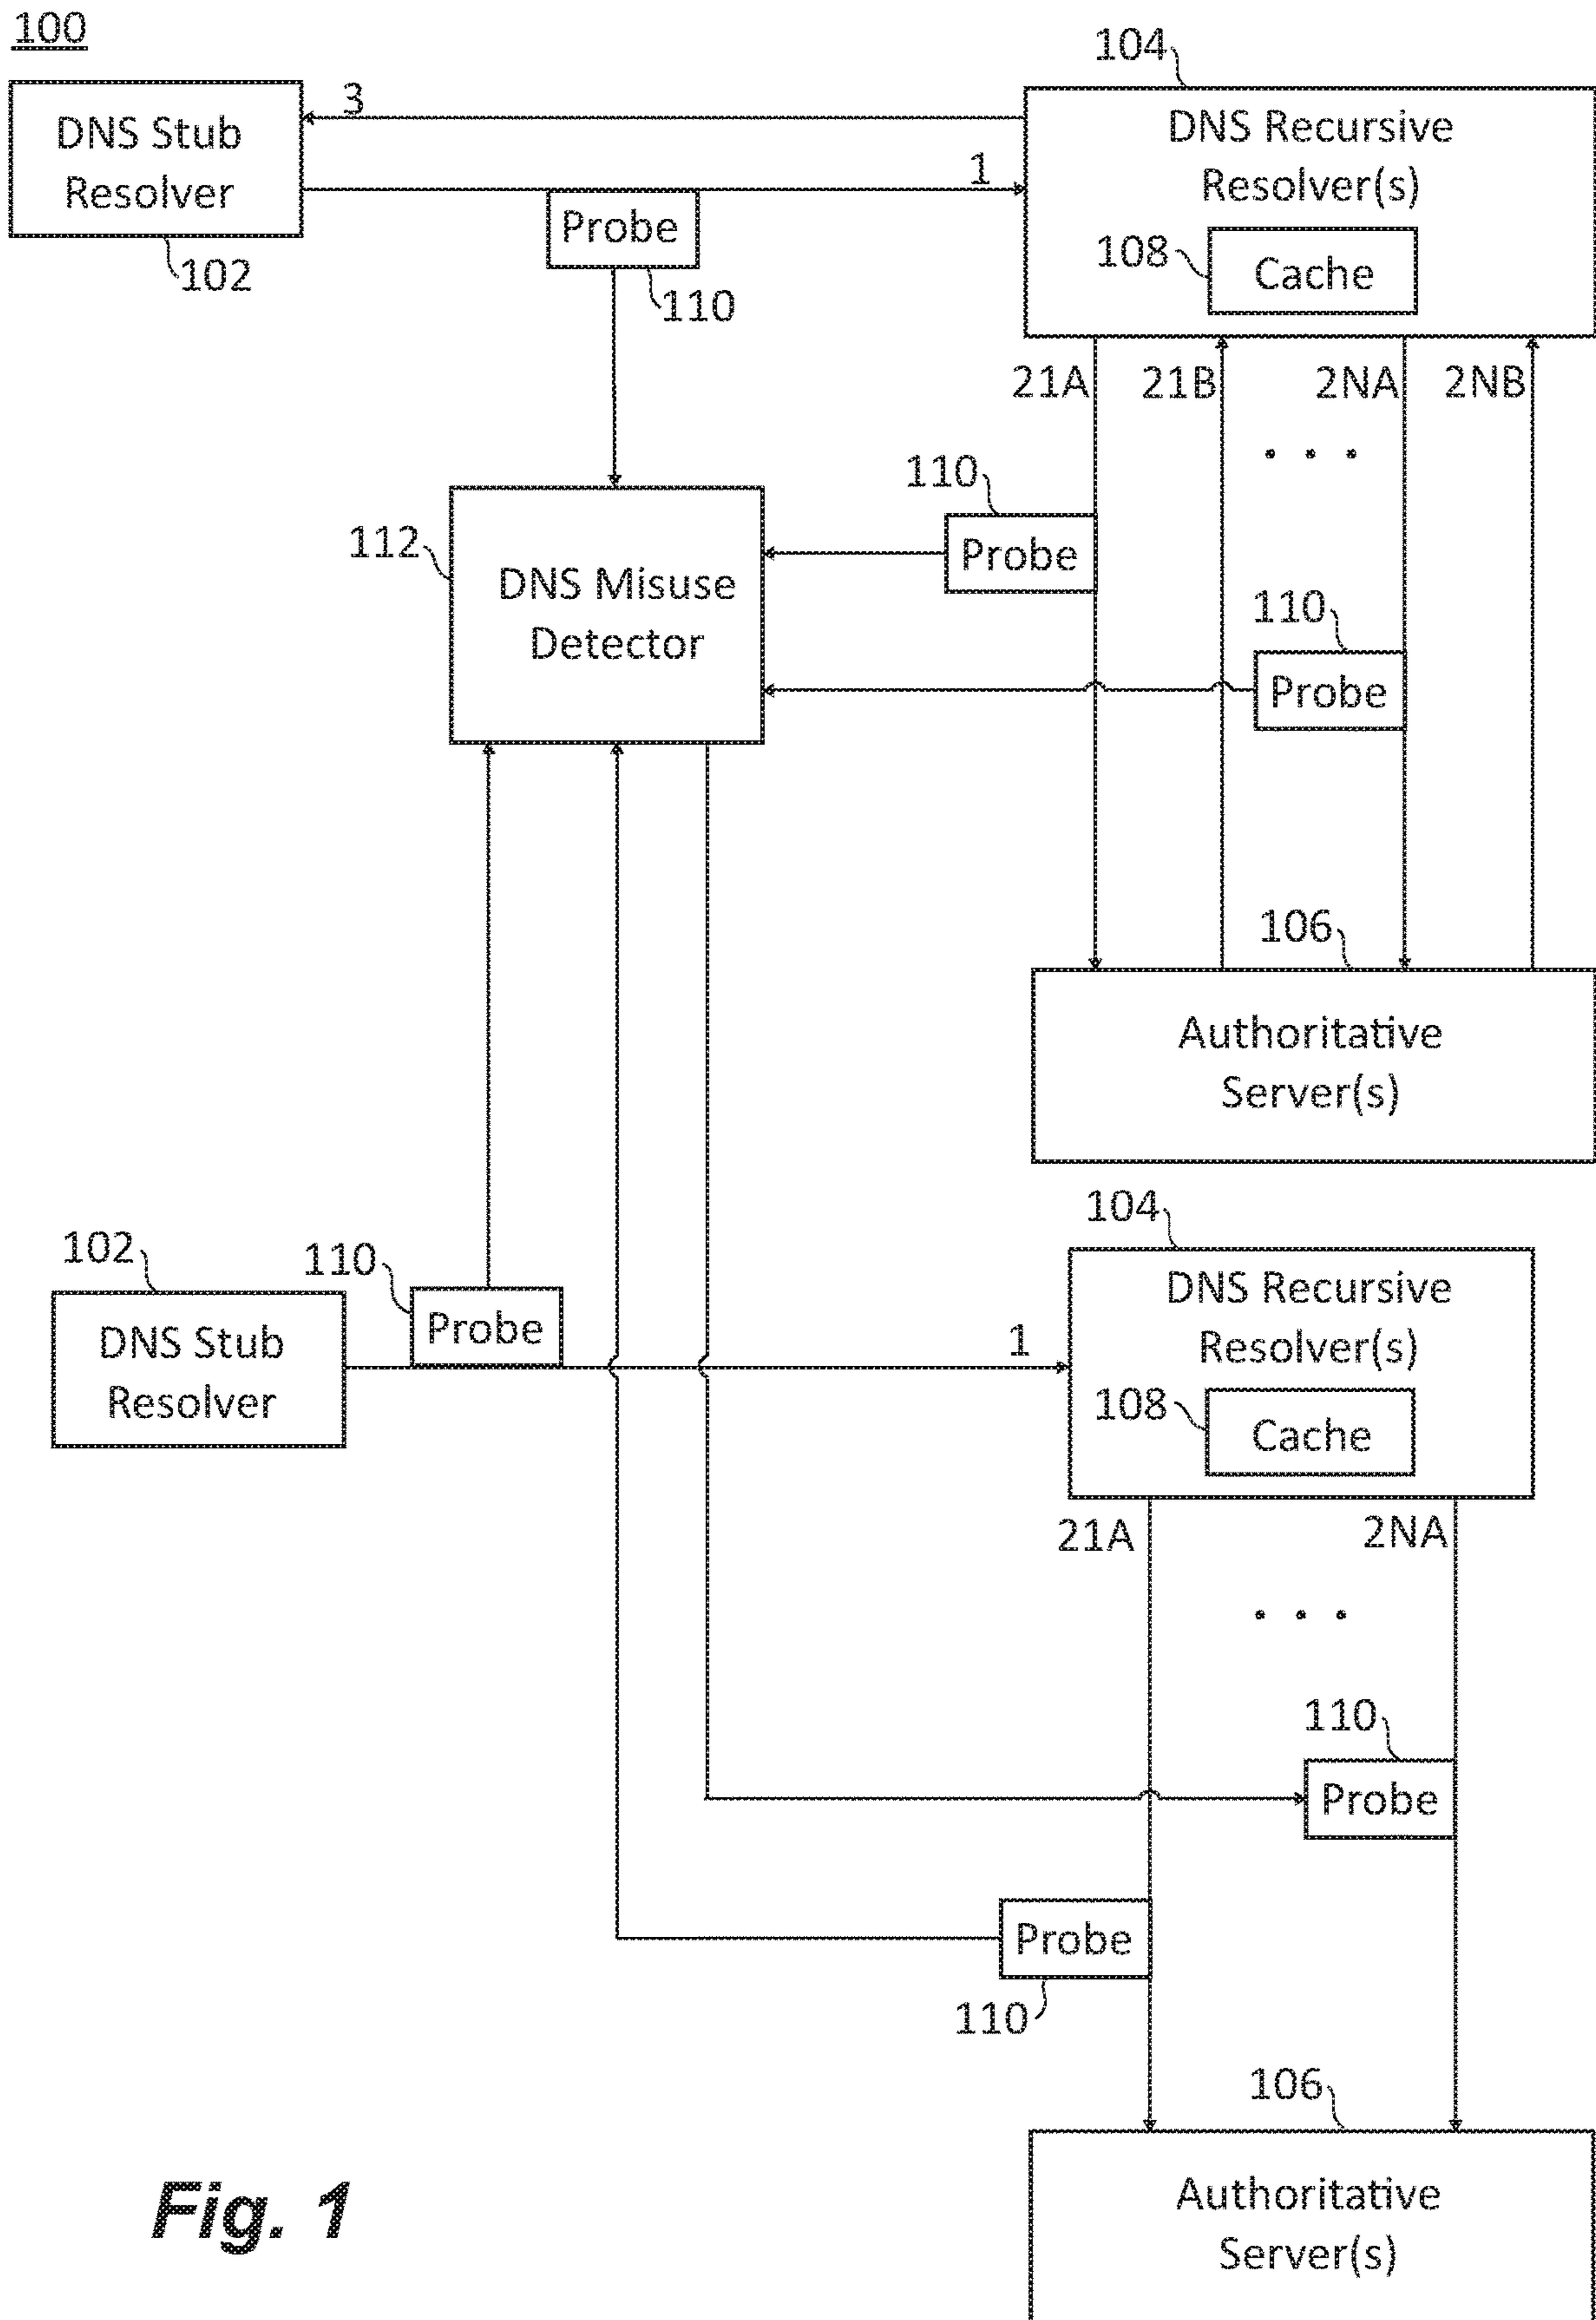 100
104
3
DNS Stub
Resolver
1
DNS Recursive
Resolver(s)
Probe
102
108
Cache
110
21A
21B
2NA
2NB
. . .
110
112
Probe
DNS Misuse
Detector
110
Probe
106
Authoritative
Server(s)
104
102
110
DNS Recursive
Resolver(s)
Probe
1
DNS Stub
Resolver
108
Cache
21A
2NA
. . .
110
Probe
Probe
110
106
Authoritative
Server(s)
Fig. 1